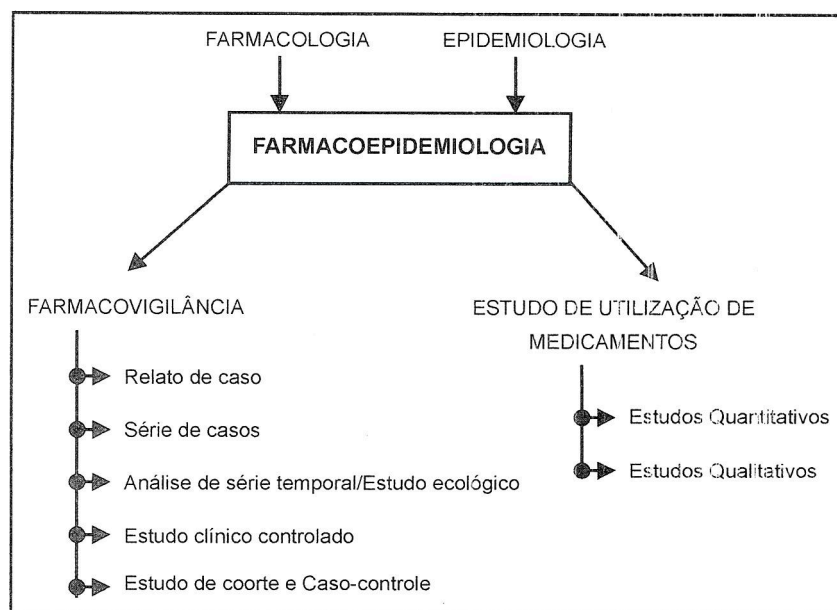 FARMACOLOGIA EPIDEMIOLOGIA
FARMACOEPIDEMIOLOGIA
FARMACOVIGILÂNCIA
Relato de caso
Série de casos
Análise de série temporal/Estudo ecológico
Estudo clínico controlado
Estudo de coorte e Caso-controle
ESTUDO DE UTILIZAÇÃO DE
MEDICAMENTOS
Estudos Quantitativos
Estudos Qualitativos